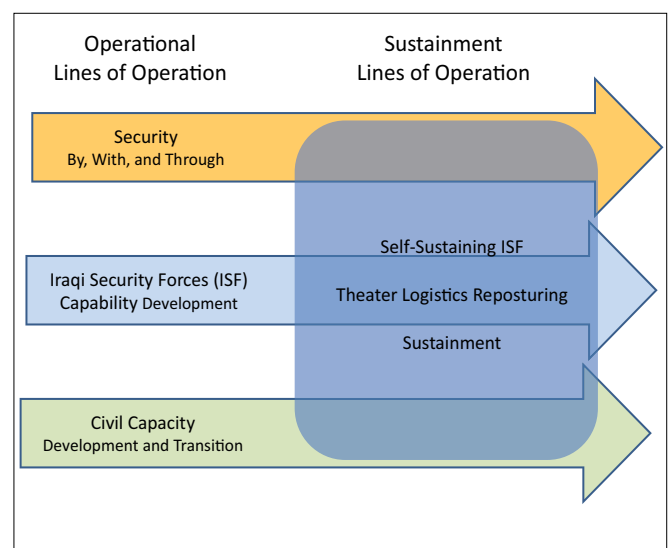 Operational
Lines of Operation
Sustainment
Lines of Operation
Security
By, With, and Through
Iraqi Security Forces (ISF)
Capability Development
Self-Sustaining ISF
Theater Logistics Reposturing
Sustainment
Civil Capacity
Development and Transition